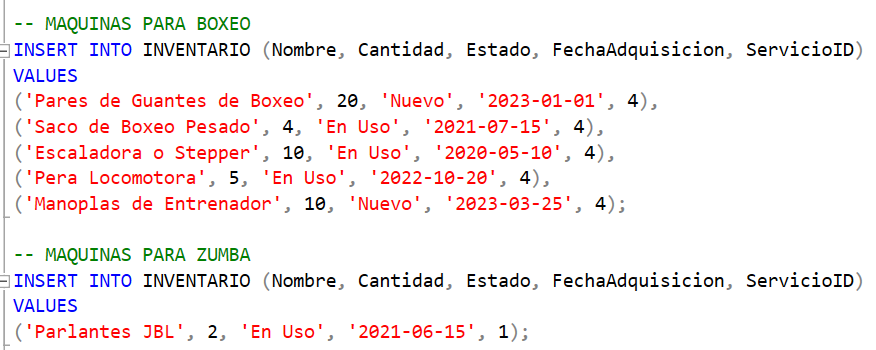 -- MAQUINAS PARA BOXEO
INSERT INTO INVENTARIO (Nombre, Cantidad, Estado, FechaAdquisicion, ServicioID)
VALUES
('Pares de Guantes de Boxeo', 20, 'Nuevo', '2023-01-01', 4),
('Saco de Boxeo Pesado', 4, 'En Uso', '2021-07-15', 4),
('Escaladora o Stepper', 10, 'En Uso', '2020-05-10', 4),
('Pera Locomotora', 5, 'En Uso', '2022-10-20', 4),
('Manoplas de Entrenador', 10, 'Nuevo', '2023-03-25', 4);
-- MAQUINAS PARA ZUMBA
INSERT INTO INVENTARIO (Nombre, Cantidad, Estado, FechaAdquisicion, ServicioID)
VALUES
('Parlantes JBL', 2, 'En Uso', '2021-06-15', 1);